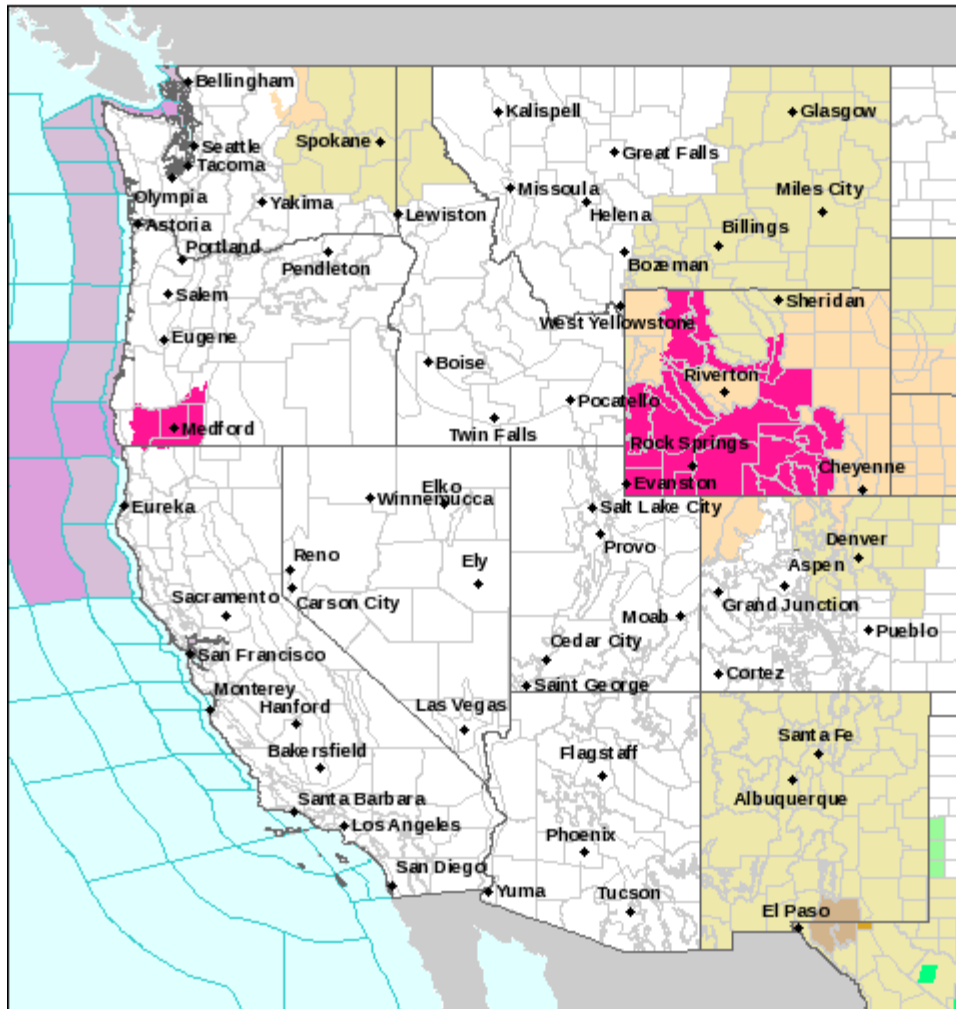 Bellingham
Kalispell
Glasgow
Spokane
Seattle
Great Falls
Tacoma
Olympia
Missoula
Miles City
Yakima
Lewiston
Helena
Astoria
Billings
Portland
Pendleton
Bozeman
Salem
Sheridan
West Yellowstone
Eugene
Boise
Riverton
Pocatello
Medford
Twin Falls
Rock Springs
Cheyenne
Elko
Evanston
Winnemucca
Eureka
Salt Lake City
Provo
Denver
Reno
Ely
Aspen
Carson City
Grand Junction
Sacramento
Moab
Pueblo
Cedar City
San Francisco
Cortez
Saint George
Monterey
Las Vegas
Hanford
Santa Fe
Bakersfield
Flagstaff
Albuquerque
Santa Barbara
Los Angeles
Phoenix
San Diego
Yuma
Tucson
El Paso